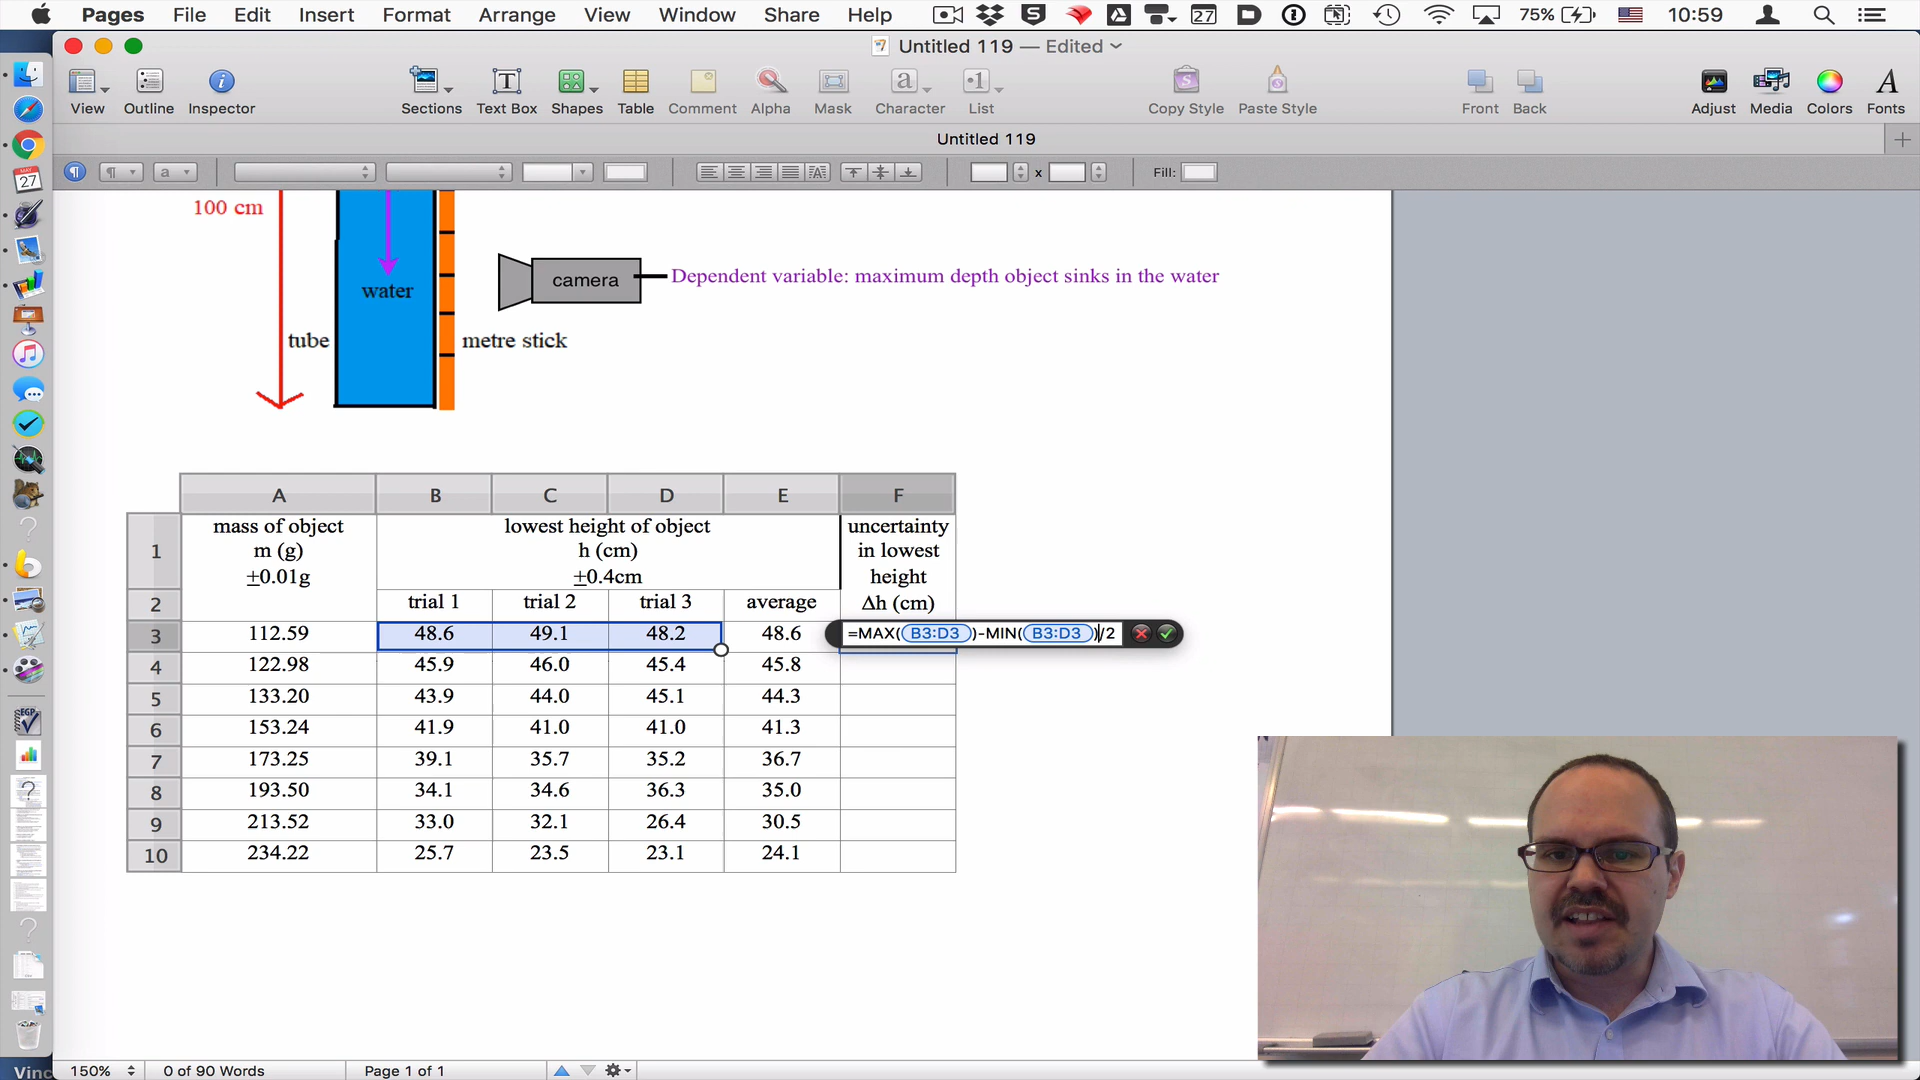 Pages File Edit Insert Format Arrange View Window Share Help 27 75% 10:59
Untitled 119 — Edited
View Outline Inspector Sections Text Box Shapes Table Comment Alpha Mask Character List Copy Style Paste Style Front Back Adjust Media Colors Fonts
Untitled 119
a x Fill:
100 cm
water
camera
Dependent variable: maximum depth object sinks in the water
tube
metre stick
A B C D E F
1 mass of object lowest height of object uncertainty
m (g) h (cm) in lowest
±0.01g ±0.4cm height
2 trial 1 trial 2 trial 3 average Δh (cm)
3 112.59 48.6 49.1 48.2 48.6 =MAX(B3:D3)-MIN(B3:D3)/2
4 122.98 45.9 46.0 45.4 45.8
5 133.20 43.9 44.0 45.1 44.3
6 153.24 41.9 41.0 41.0 41.3
7 173.25 39.1 35.7 35.2 36.7
8 193.50 34.1 34.6 36.3 35.0
9 213.52 33.0 32.1 26.4 30.5
10 234.22 25.7 23.5 23.1 24.1
Vinc 150% 0 of 90 Words Page 1 of 1